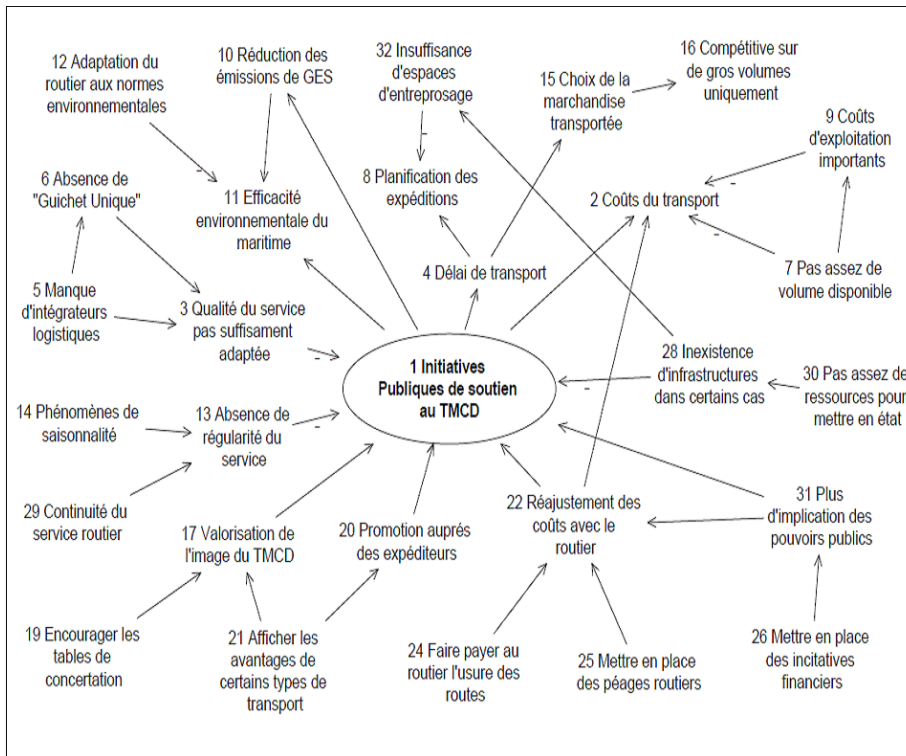 12 Adaptation du
routier aux normes
environnementales
10 Réduction des
émissions de GES
32 Insuffisance
d'espaces
d'entreprosage
15 Choix de la
marchandise
transportée
16 Compétitive sur
de gros volumes
uniquement
9 Coûts
d'exploitation
importants
6 Absence de
"Guichet Unique"
11 Efficacité
environnementale du
maritime
8 Planification des
expéditions
2 Coûts du transport
5 Manque
d'intégrateurs
logistiques
3 Qualité du service
pas suffisament
adaptée
4 Délai de transport
7 Pas assez de
volume disponible
1 Initiatives
Publiques de soutien
au TMCD
28 Inexistence
d'infrastructures
dans certains cas
30 Pas assez de
ressources pour
mettre en état
14 Phénomènes de
saisonnalité
13 Absence de
régularité du
service
29 Continuité du
service routier
17 Valorisation de
l'image du TMCD
20 Promotion auprés
des expéditeurs
22 Réajustement des
coûts avec le
routier
31 Plus
d'implication des
pouvoirs publics
19 Encourager les
tables de
concertation
21 Afficher les
avantages de
certains types de
transport
24 Faire payer au
routier l'usure des
routes
25 Mettre en place
des péages routiers
26 Mettre en place
des incitatives
financiers